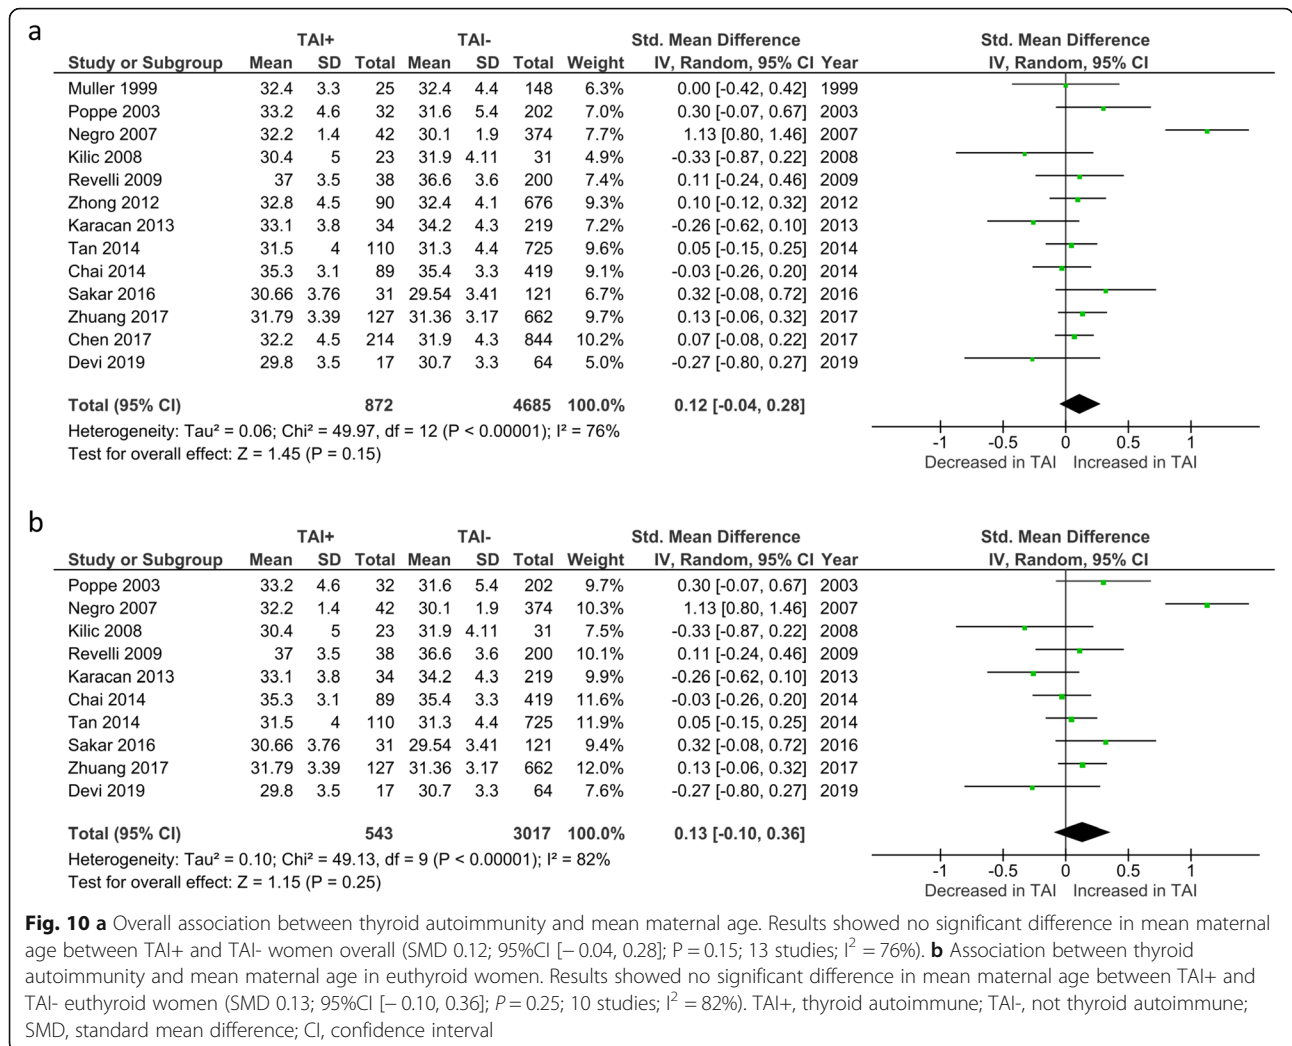 a
TAI+ TAI- Std. Mean Difference Std. Mean Difference
Study or Subgroup Mean SD Total Mean SD Total Weight IV, Random, 95% CI Year IV, Random, 95% CI
Muller 1999 32.4 3.3 25 32.4 4.4 148 6.3% 0.00 [-0.42, 0.42] 1999
Poppe 2003 33.2 4.6 32 31.6 5.4 202 7.0% 0.30 [-0.07, 0.67] 2003
Negro 2007 32.2 1.4 42 30.1 1.9 374 7.7% 1.13 [0.80, 1.46] 2007
Kilic 2008 30.4 5 23 31.9 4.11 31 4.9% -0.33 [-0.87, 0.22] 2008
Revelli 2009 37 3.5 38 36.6 3.6 200 7.4% 0.11 [-0.24, 0.46] 2009
Zhong 2012 32.8 4.5 90 32.4 4.1 676 9.3% 0.10 [-0.12, 0.32] 2012
Karacan 2013 33.1 3.8 34 34.2 4.3 219 7.2% -0.26 [-0.62, 0.10] 2013
Tan 2014 31.5 4 110 31.3 4.4 725 9.6% 0.05 [-0.15, 0.25] 2014
Chai 2014 35.3 3.1 89 35.4 3.3 419 9.1% -0.03 [-0.26, 0.20] 2014
Sakar 2016 30.66 3.76 31 29.54 3.41 121 6.7% 0.32 [-0.08, 0.72] 2016
Zhuang 2017 31.79 3.39 127 31.36 3.17 662 9.7% 0.13 [-0.06, 0.32] 2017
Chen 2017 32.2 4.5 214 31.9 4.3 844 10.2% 0.07 [-0.08, 0.22] 2017
Devi 2019 29.8 3.5 17 30.7 3.3 64 5.0% -0.27 [-0.80, 0.27] 2019
Total (95% CI) 872 4685 100.0% 0.12 [-0.04, 0.28]
Heterogeneity: Tau² = 0.06; Chi² = 49.97, df = 12 (P < 0.00001); I² = 76%
Test for overall effect: Z = 1.45 (P = 0.15)
-1 -0.5 0 0.5 1
Decreased in TAI Increased in TAI
b
TAI+ TAI- Std. Mean Difference Std. Mean Difference
Study or Subgroup Mean SD Total Mean SD Total Weight IV, Random, 95% CI Year IV, Random, 95% CI
Poppe 2003 33.2 4.6 32 31.6 5.4 202 9.7% 0.30 [-0.07, 0.67] 2003
Negro 2007 32.2 1.4 42 30.1 1.9 374 10.3% 1.13 [0.80, 1.46] 2007
Kilic 2008 30.4 5 23 31.9 4.11 31 7.5% -0.33 [-0.87, 0.22] 2008
Revelli 2009 37 3.5 38 36.6 3.6 200 10.1% 0.11 [-0.24, 0.46] 2009
Karacan 2013 33.1 3.8 34 34.2 4.3 219 9.9% -0.26 [-0.62, 0.10] 2013
Chai 2014 35.3 3.1 89 35.4 3.3 419 11.6% -0.03 [-0.26, 0.20] 2014
Tan 2014 31.5 4 110 31.3 4.4 725 11.9% 0.05 [-0.15, 0.25] 2014
Sakar 2016 30.66 3.76 31 29.54 3.41 121 9.4% 0.32 [-0.08, 0.72] 2016
Zhuang 2017 31.79 3.39 127 31.36 3.17 662 12.0% 0.13 [-0.06, 0.32] 2017
Devi 2019 29.8 3.5 17 30.7 3.3 64 7.6% -0.27 [-0.80, 0.27] 2019
Total (95% CI) 543 3017 100.0% 0.13 [-0.10, 0.36]
Heterogeneity: Tau² = 0.10; Chi² = 49.13, df = 9 (P < 0.00001); I² = 82%
Test for overall effect: Z = 1.15 (P = 0.25)
-1 -0.5 0 0.5 1
Decreased in TAI Increased in TAI
Fig. 10 a Overall association between thyroid autoimmunity and mean maternal age. Results showed no significant difference in mean maternal
age between TAI+ and TAI- women overall (SMD 0.12; 95%CI [− 0.04, 0.28]; P = 0.15; 13 studies; I² = 76%). b Association between thyroid
autoimmunity and mean maternal age in euthyroid women. Results showed no significant difference in mean maternal age between TAI+ and
TAI- euthyroid women (SMD 0.13; 95%CI [− 0.10, 0.36]; P = 0.25; 10 studies; I² = 82%). TAI+, thyroid autoimmune; TAI-, not thyroid autoimmune;
SMD, standard mean difference; CI, confidence interval